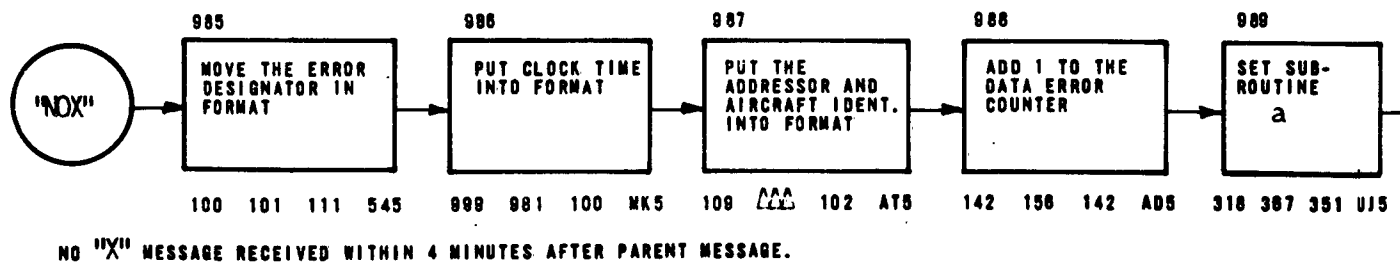 985 986 987 988 989
"NOX"
MOVE THE ERROR
DESIGNATOR IN
FORMAT
PUT CLOCK TIME
INTO FORMAT
PUT THE
ADDRESSOR AND
AIRCRAFT IDENT.
INTO FORMAT
ADD 1 TO THE
DATA ERROR
COUNTER
SET SUB-
ROUTINE
a
100 101 111 545 999 981 100 MK5 109 ΔΔΔ 102 AT5 142 156 142 AD5 318 367 351 UJ5
NO "X" MESSAGE RECEIVED WITHIN 4 MINUTES AFTER PARENT MESSAGE.